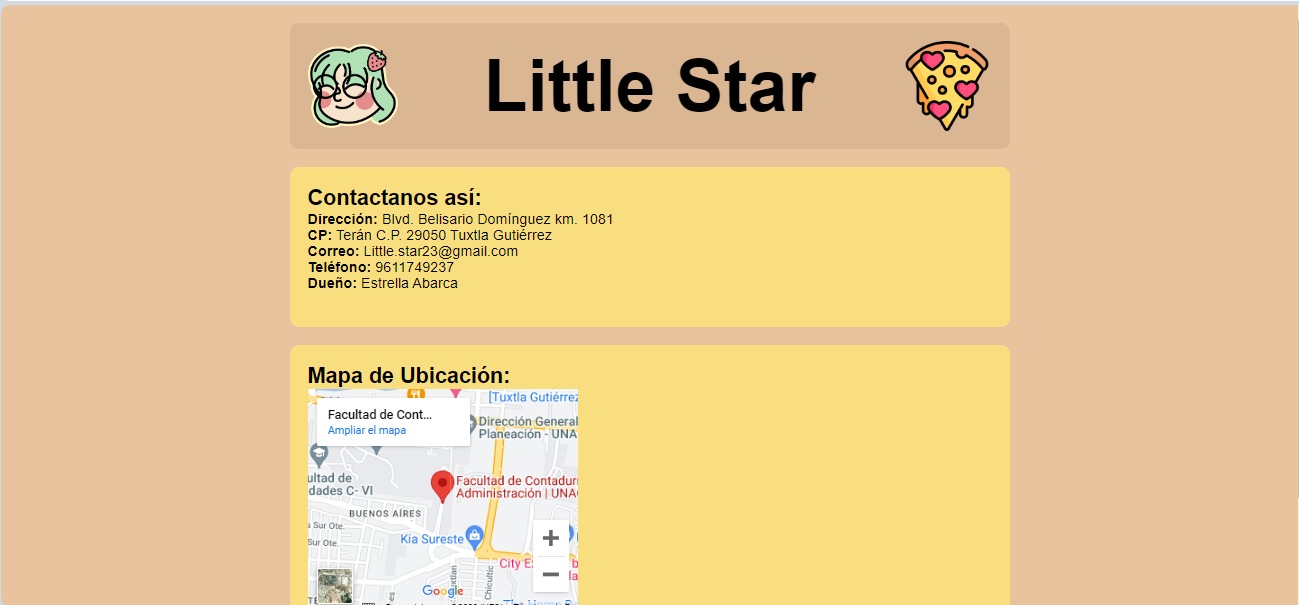 Little Star
Contactanos así:
Dirección: Blvd. Belisario Domínguez km. 1081
CP: Terán C.P. 29050 Tuxtla Gutiérrez
Correo: Little.star23@gmail.com
Teléfono: 9611749237
Dueño: Estrella Abarca
Mapa de Ubicación:
[Tuxtla Gutiérrez
Facultad de Cont...
Ampliar el mapa
Dirección General
Planeación - UNA
ultad de
dades C- VI
Facultad de Contadur
Administración | UNA
BUENOS AIRES
Sur Ote.
Sur Ote.
Kia Sureste
+
City E
−
Google